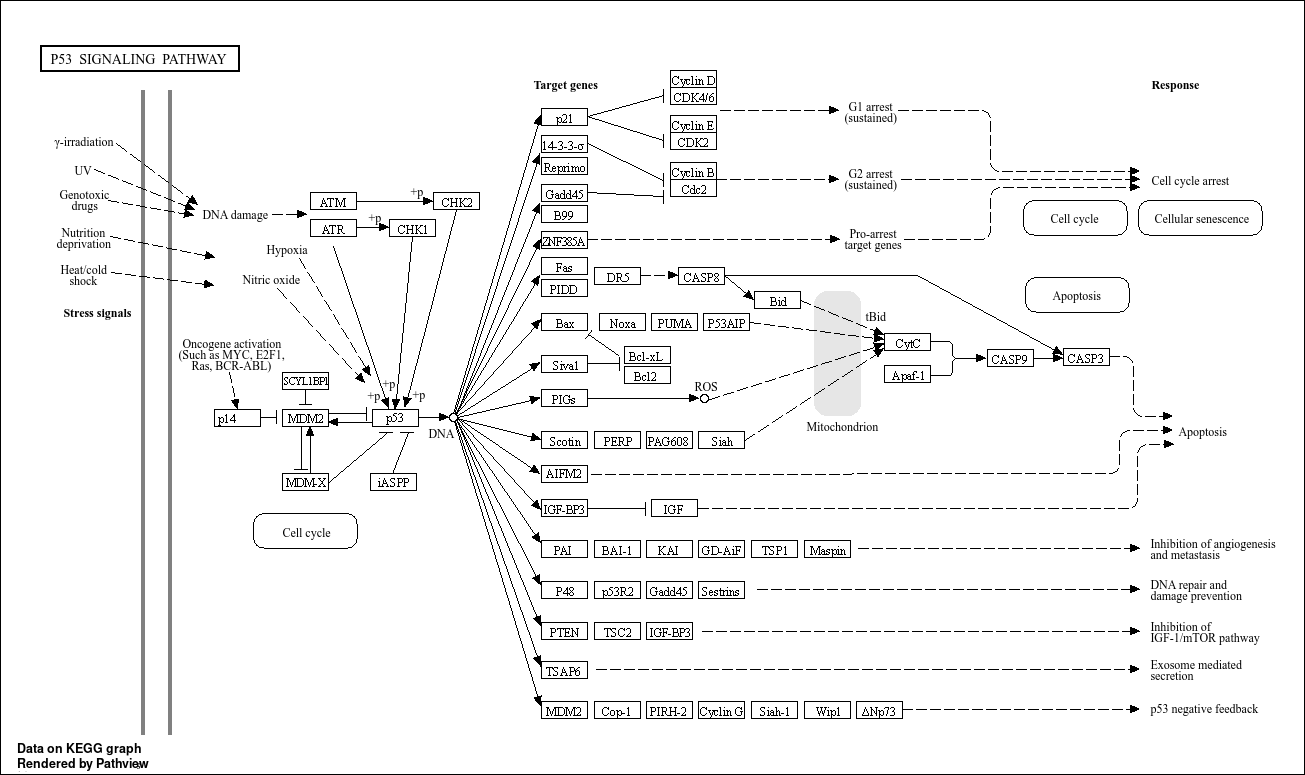 P53 SIGNALING PATHWAY
Target genes
Response
γ-irradiation
UV
Genotoxic
drugs
Nutrition
deprivation
Heat/cold
shock
Stress signals
DNA damage
ATM
+p
CHK2
ATR
+p
CHK1
Hypoxia
Nitric oxide
Oncogene activation
(Such as MYC, E2F1,
Ras, BCR-ABL)
SCYL1BP1
p14
MDM2
+p
+p
+p
p53
DNA
MDM-X
iASPP
Cell cycle
p21
Cyclin D
CDK4/6
Cyclin E
CDK2
G1 arrest
(sustained)
14-3-3-σ
Reprimo
Cyclin B
Cdc2
G2 arrest
(sustained)
Cell cycle arrest
Gadd45
B99
Cell cycle
Cellular senescence
ZNF385A
Pro-arrest
target genes
Fas
PIDD
DR5
CASP8
Bid
tBid
Apoptosis
Bax
Noxa
PUMA
P53AIP
CytC
Apaf-1
CASP9
CASP3
Siva1
Bcl-xL
Bcl2
PIGs
ROS
Mitochondrion
Scotin
PERP
PAG608
Siah
Apoptosis
AIFM2
IGF-BP3
IGF
PAI
BAI-1
KAI
GD-AiF
TSP1
Maspin
Inhibition of angiogenesis
and metastasis
P48
p53R2
Gadd45
Sestrins
DNA repair and
damage prevention
PTEN
TSC2
IGF-BP3
Inhibition of
IGF-1/mTOR pathway
TSAP6
Exosome mediated
secretion
MDM2
Cop-1
PIRH-2
Cyclin G
Siah-1
Wip1
ΔNp73
p53 negative feedback
Data on KEGG graph
Rendered by Pathview